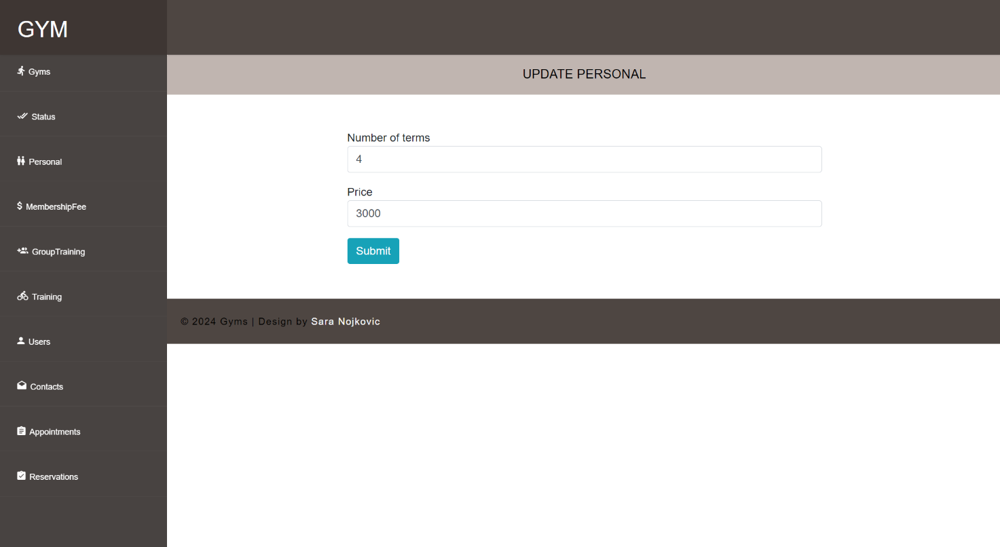 GYM
Gyms
Status
Personal
MembershipFee
GroupTraining
Training
Users
Contacts
Appointments
Reservations
UPDATE PERSONAL
Number of terms
4
Price
3000
Submit
© 2024 Gyms | Design by Sara Nojkovic